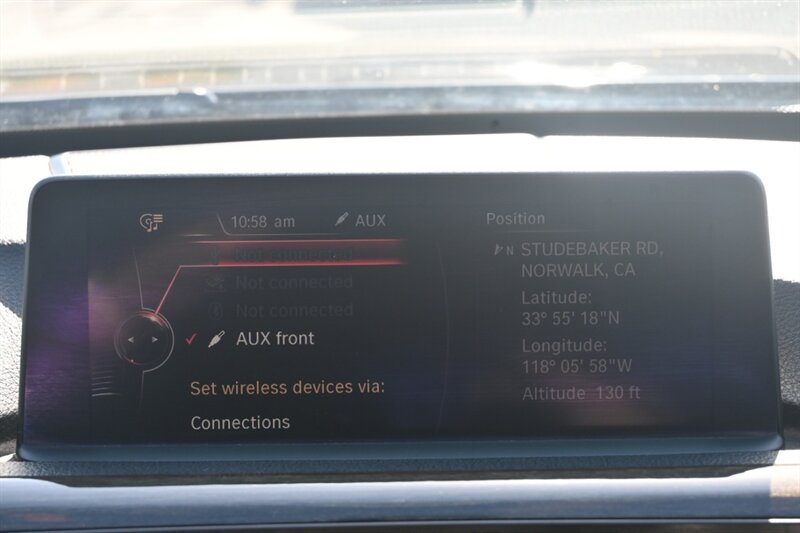 10:58 am AUX
Not connected
Not connected
Not connected
AUX front
Set wireless devices via:
Connections
Position
N STUDEBAKER RD,
NORWALK, CA
Latitude:
33° 55' 18"N
Longitude:
118° 05' 58"W
Altitude 130 ft